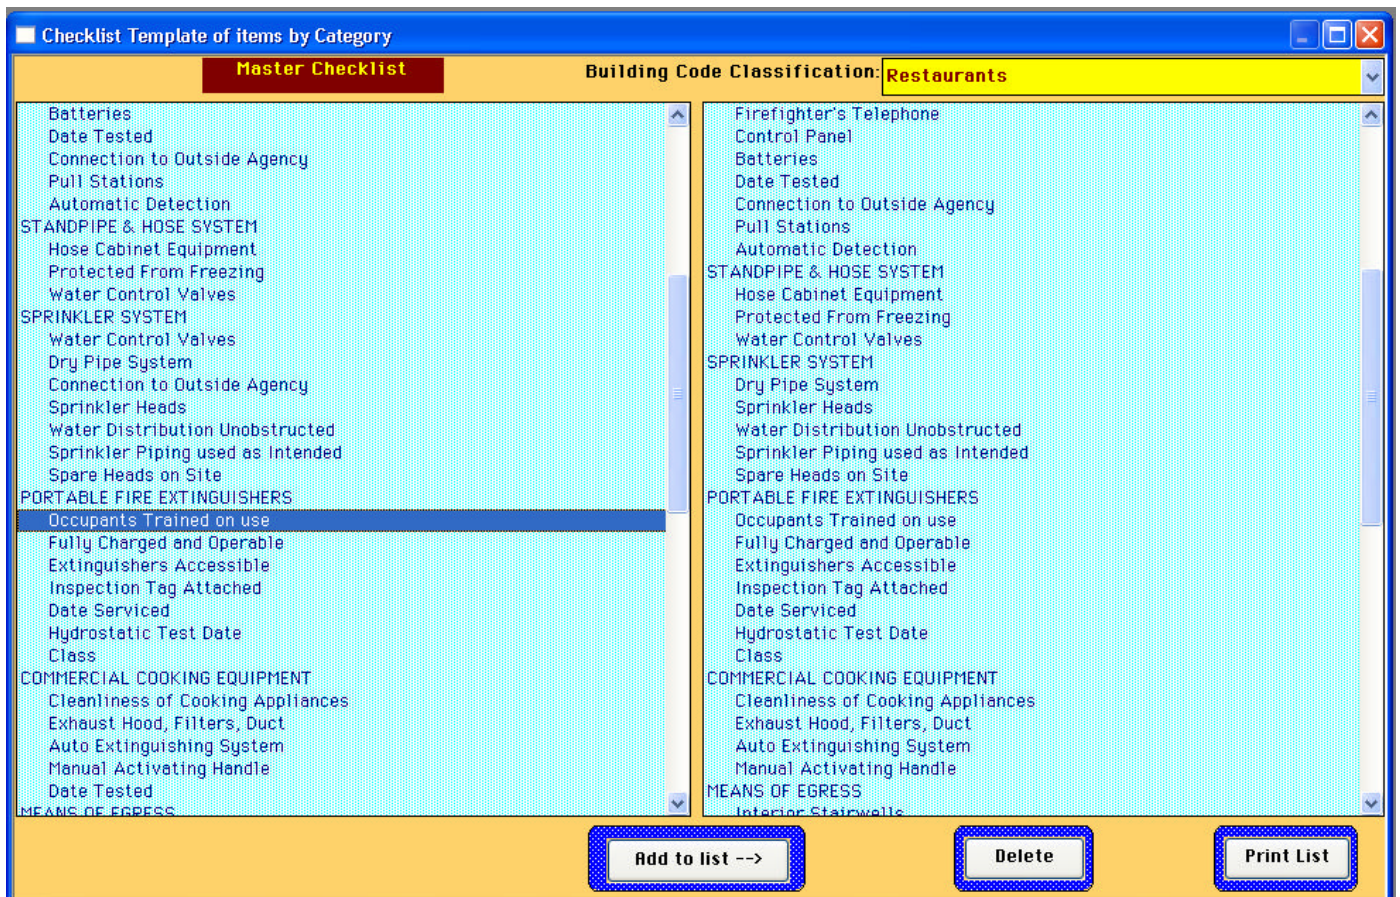 Checklist Template of items by Category
Master Checklist
Building Code Classification:
Restaurants
Batteries
Date Tested
Connection to Outside Agency
Pull Stations
Automatic Detection
STANDPIPE & HOSE SYSTEM
Hose Cabinet Equipment
Protected From Freezing
Water Control Valves
SPRINKLER SYSTEM
Water Control Valves
Dry Pipe System
Connection to Outside Agency
Sprinkler Heads
Water Distribution Unobstructed
Sprinkler Piping used as Intended
Spare Heads on Site
PORTABLE FIRE EXTINGUISHERS
Occupants Trained on use
Fully Charged and Operable
Extinguishers Accessible
Inspection Tag Attached
Date Serviced
Hydrostatic Test Date
Class
COMMERCIAL COOKING EQUIPMENT
Cleanliness of Cooking Appliances
Exhaust Hood, Filters, Duct
Auto Extinguishing System
Manual Activating Handle
Date Tested
MEANS OF EGRESS
Firefighter's Telephone
Control Panel
Batteries
Date Tested
Connection to Outside Agency
Pull Stations
Automatic Detection
STANDPIPE & HOSE SYSTEM
Hose Cabinet Equipment
Protected From Freezing
Water Control Valves
SPRINKLER SYSTEM
Dry Pipe System
Sprinkler Heads
Water Distribution Unobstructed
Sprinkler Piping used as Intended
Spare Heads on Site
PORTABLE FIRE EXTINGUISHERS
Occupants Trained on use
Fully Charged and Operable
Extinguishers Accessible
Inspection Tag Attached
Date Serviced
Hydrostatic Test Date
Class
COMMERCIAL COOKING EQUIPMENT
Cleanliness of Cooking Appliances
Exhaust Hood, Filters, Duct
Auto Extinguishing System
Manual Activating Handle
MEANS OF EGRESS
Interior Stairwells
Add to list -->
Delete
Print List